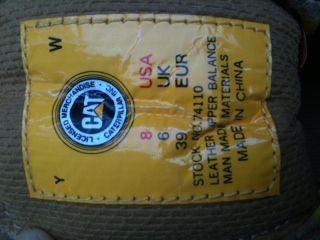 W
Y
LICENSED MERCHANDISE
CAT
CATERPILLAR INC.
8 USA
6 UK
39 EUR
STOCK NO:74110
LEATHER UPPER BALANCE
MAN MADE MATERIALS
MADE IN CHINA